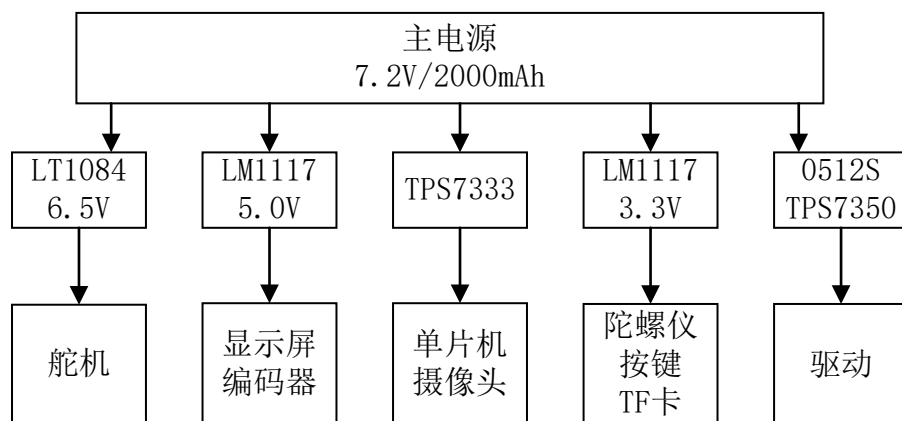 主电源
7.2V/2000mAh
LT1084
6.5V
LM1117
5.0V
TPS7333
LM1117
3.3V
0512S
TPS7350
舵机
显示屏
编码器
单片机
摄像头
陀螺仪
按键
TF卡
驱动